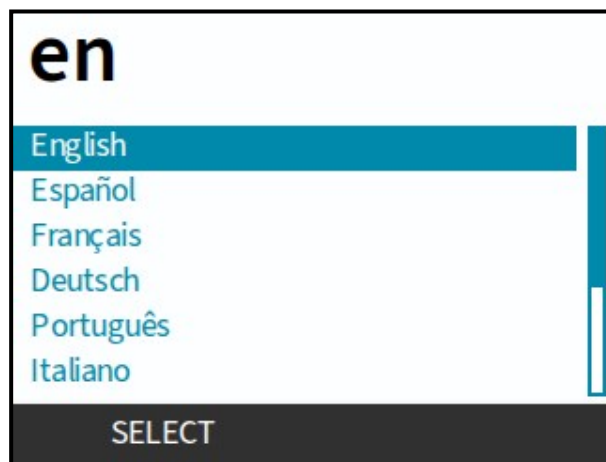 en
English
Español
Français
Deutsch
Português
Italiano
SELECT